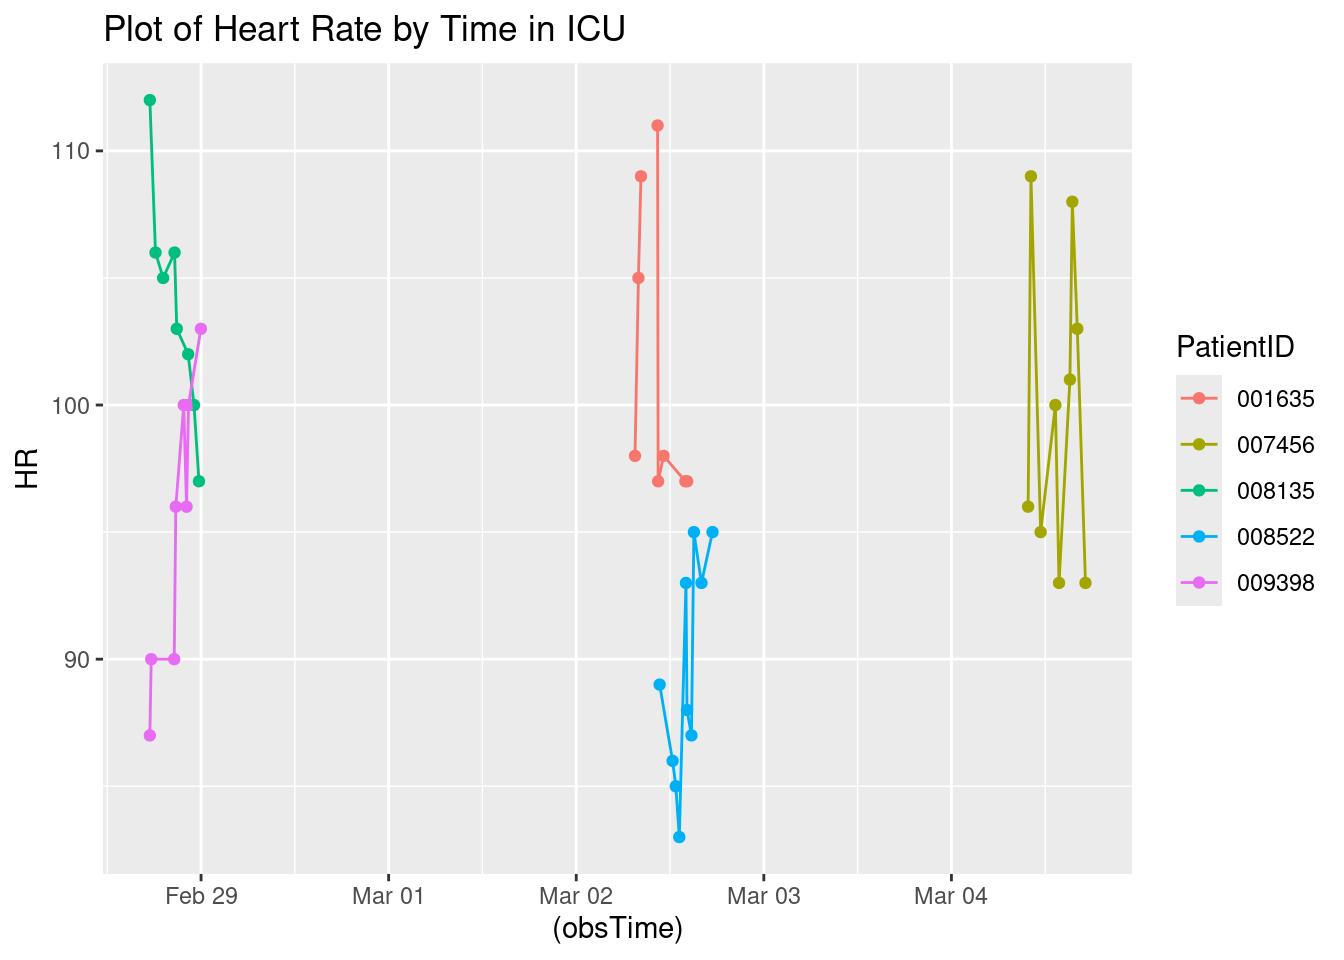 Plot of Heart Rate by Time in ICU
110
100
90
HR
Feb 29
Mar 01
Mar 02
Mar 03
Mar 04
(obsTime)
PatientID
001635
007456
008135
008522
009398